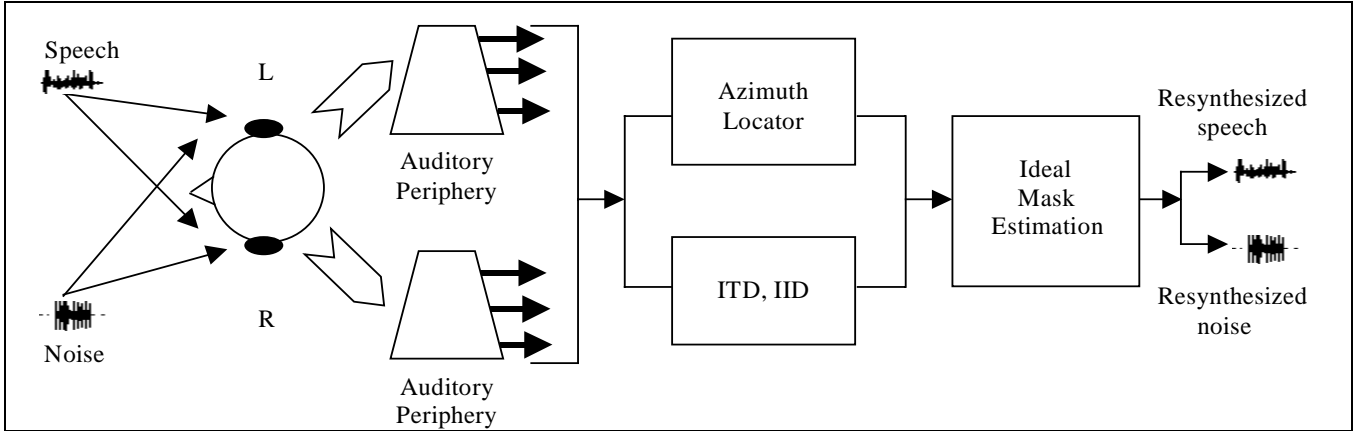 Speech
L
Auditory
Periphery
Azimuth
Locator
Ideal
Mask
Estimation
Resynthesized
speech
Noise
R
Auditory
Periphery
ITD, IID
Resynthesized
noise